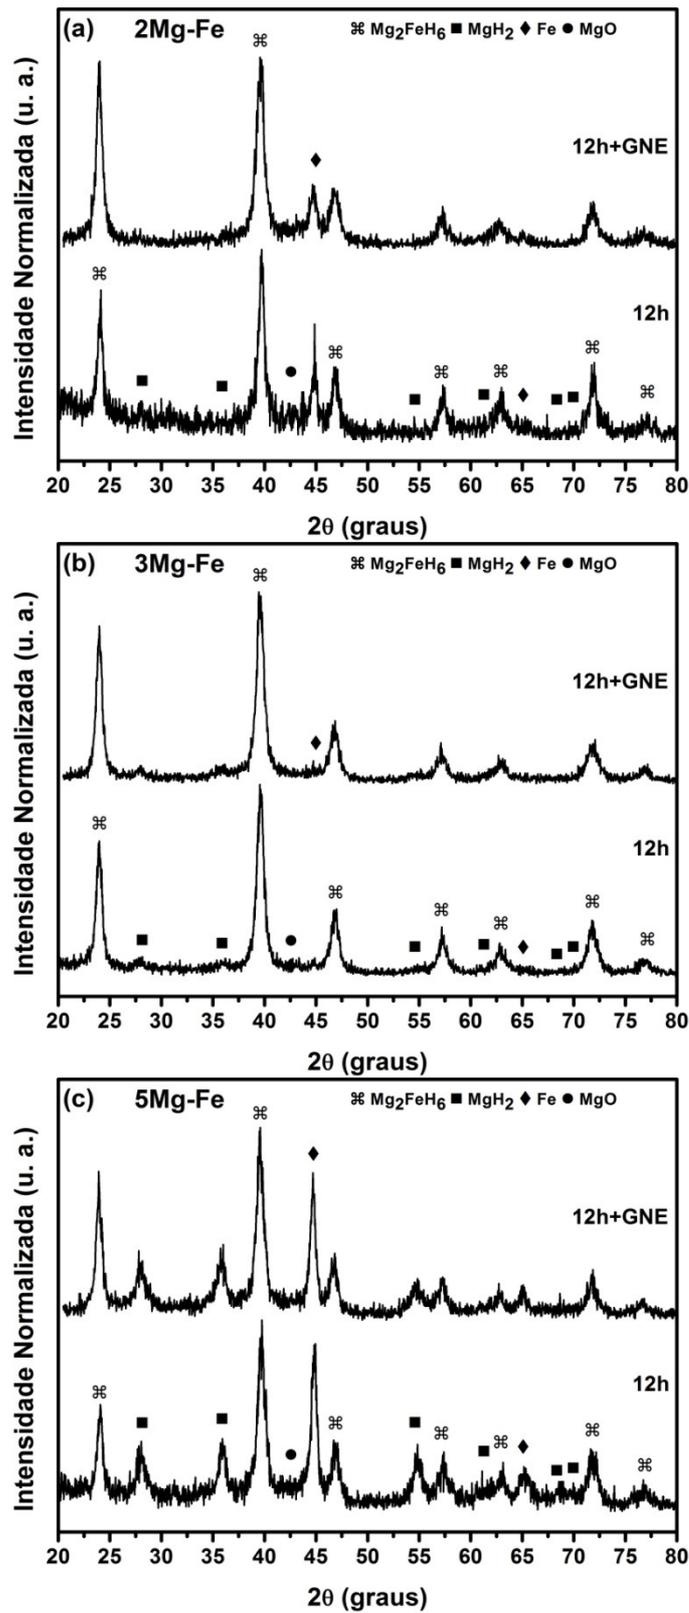 (a) 2Mg-Fe ⌘ Mg₂FeH₆ ■ MgH₂ ◆ Fe ● MgO
12h+GNE
12h
Intensidade Normalizada (u. a.)
20 25 30 35 40 45 50 55 60 65 70 75 80
2θ (graus)
(b) 3Mg-Fe ⌘ Mg₂FeH₆ ■ MgH₂ ◆ Fe ● MgO
12h+GNE
12h
Intensidade Normalizada (u. a.)
20 25 30 35 40 45 50 55 60 65 70 75 80
2θ (graus)
(c) 5Mg-Fe ⌘ Mg₂FeH₆ ■ MgH₂ ◆ Fe ● MgO
12h+GNE
12h
Intensidade Normalizada (u. a.)
20 25 30 35 40 45 50 55 60 65 70 75 80
2θ (graus)